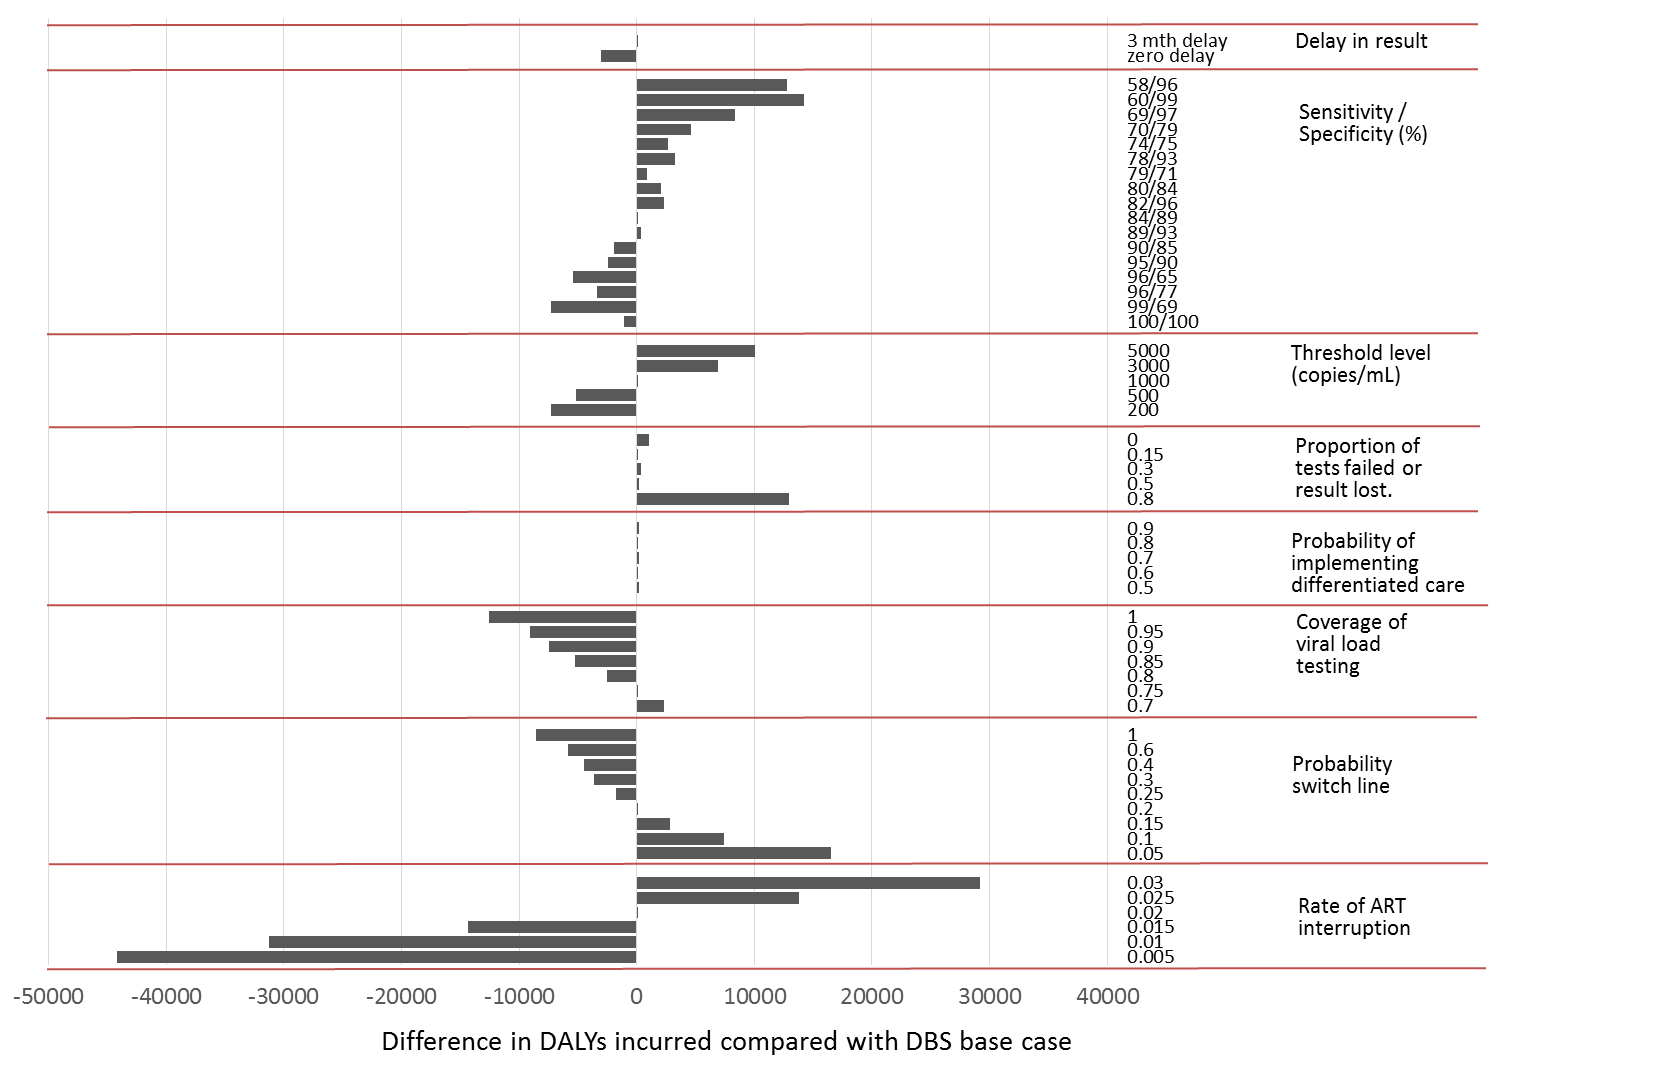 3 mth delay
zero delay
Delay in result
58/96
60/99
69/97
70/79
74/75
78/93
79/71
80/84
82/96
84/89
89/93
90/85
95/90
96/65
96/77
99/69
100/100
Sensitivity /
Specificity (%)
5000
3000
1000
500
200
Threshold level
(copies/mL)
0
0.15
0.3
0.5
0.8
Proportion of
tests failed or
result lost.
0.9
0.8
0.7
0.6
0.5
Probability of
implementing
differentiated care
1
0.95
0.9
0.85
0.8
0.75
0.7
Coverage of
viral load
testing
1
0.6
0.4
0.3
0.25
0.2
0.15
0.1
0.05
Probability
switch line
0.03
0.025
0.02
0.015
0.01
0.005
Rate of ART
interruption
-50000 -40000 -30000 -20000 -10000 0 10000 20000 30000 40000
Difference in DALYs incurred compared with DBS base case